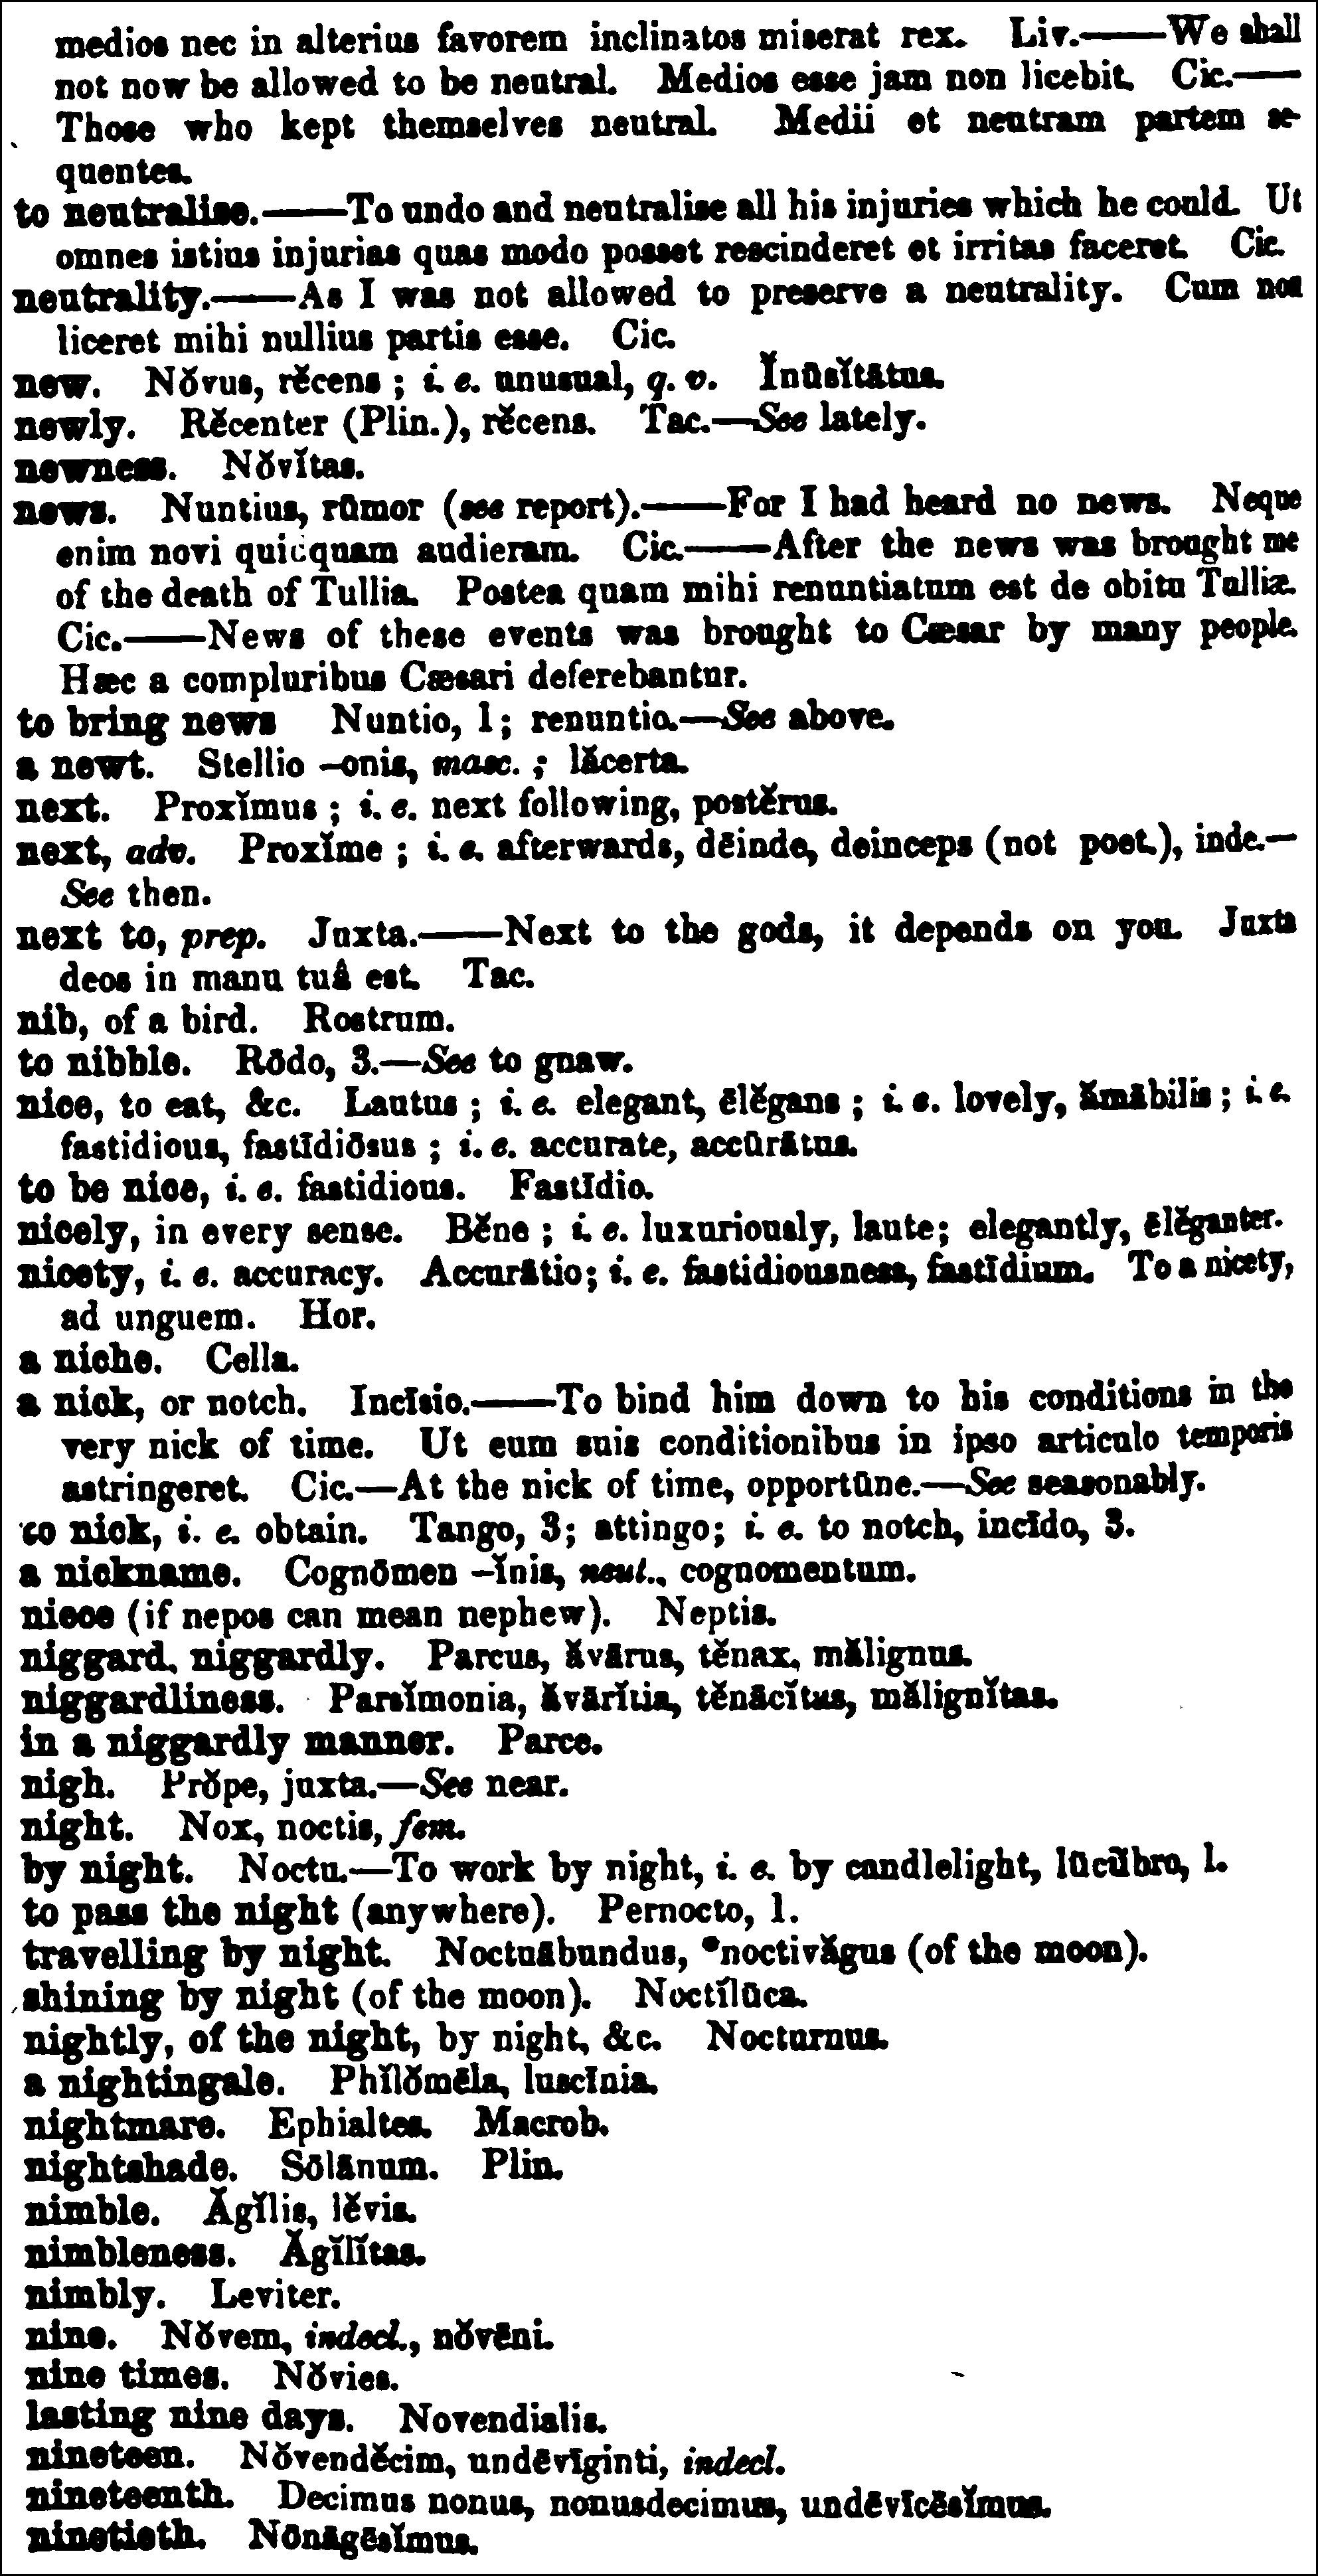 medios nec in alterius favorem inclinatos miserat rex. Liv.——We shall
not now be allowed to be neutral. Medios esse jam non licebit. Cic.——
Those who kept themselves neutral. Medii et neutram partem se-
quentes.
to neutralise.——To undo and neutralise all his injuries which he could. Ut
omnes istius injurias quas modo posset rescinderet et irritas faceret. Cic.
neutrality.——As I was not allowed to preserve a neutrality. Cum non
liceret mihi nullius partis esse. Cic.
new. Nŏvus, rĕcens; i. e. unusual, q. v. Ĭnūsĭtātus.
newly. Rĕcenter (Plin.), rĕcens. Tac.—See lately.
newness. Nŏvĭtas.
news. Nuntius, rūmor (see report).——For I had heard no news. Neque
enim novi quicquam audieram. Cic.——After the news was brought me
of the death of Tullia. Postea quam mihi renuntiatum est de obitu Tulliæ.
Cic.——News of these events was brought to Cæsar by many people.
Hæc a compluribus Cæsari deferebantur.
to bring news Nuntio, 1; renuntio.—See above.
a newt. Stellio -onis, masc.; lăcerta.
next. Proxĭmus; i. e. next following, postĕrus.
next, adv. Proxĭme; i. e. afterwards, dēinde, deinceps (not poet.), inde.—
See then.
next to, prep. Juxta.——Next to the gods, it depends on you. Juxta
deos in manu tuâ est. Tac.
nib, of a bird. Rostrum.
to nibble. Rōdo, 3.—See to gnaw.
nice, to eat, &c. Lautus; i. e. elegant, ēlĕgans; i. e. lovely, ămābilis; i. e.
fastidious, fastīdiōsus; i. e. accurate, accūrātus.
to be nice, i. e. fastidious. Fastīdio.
nicely, in every sense. Bĕne; i. e. luxuriously, laute; elegantly, ēlĕganter.
nicety, i. e. accuracy. Accurātio; i. e. fastidiousness, fastīdium. To a nicety,
ad unguem. Hor.
a niche. Cella.
a nick, or notch. Incīsio.——To bind him down to his conditions in the
very nick of time. Ut eum suis conditionibus in ipso articulo temporis
astringeret. Cic.—At the nick of time, opportūne.—See seasonably.
to nick, i. e. obtain. Tango, 3; attingo; i. e. to notch, incīdo, 3.
a nickname. Cognōmen -ĭnis, neut., cognomentum.
niece (if nepos can mean nephew). Neptis.
niggard, niggardly. Parcus, ăvārus, tĕnax, mălignus.
niggardliness. Parsĭmonia, ăvārĭtia, tĕnācĭtas, mălignĭtas.
in a niggardly manner. Parce.
nigh. Prŏpe, juxta.—See near.
night. Nox, noctis, fem.
by night. Noctu.—To work by night, i. e. by candlelight, lūcŭbro, 1.
to pass the night (anywhere). Pernocto, 1.
travelling by night. Noctuābundus, *noctivăgus (of the moon).
shining by night (of the moon). Noctĭlūca.
nightly, of the night, by night, &c. Nocturnus.
a nightingale. Phĭlŏmēla, luscīnia.
nightmare. Ephialtes. Macrob.
nightshade. Sōlānum. Plin.
nimble. Ăgĭlis, lĕvis.
nimbleness. Ăgĭlĭtas.
nimbly. Leviter.
nine. Nŏvem, indecl., nŏvēni.
nine times. Nŏvies.
lasting nine days. Novendialis.
nineteen. Nŏvendĕcim, undēvīginti, indecl.
nineteenth. Decimus nonus, nonusdecimus, undēvīcēsĭmus.
ninetieth. Nōnāgēsĭmus.